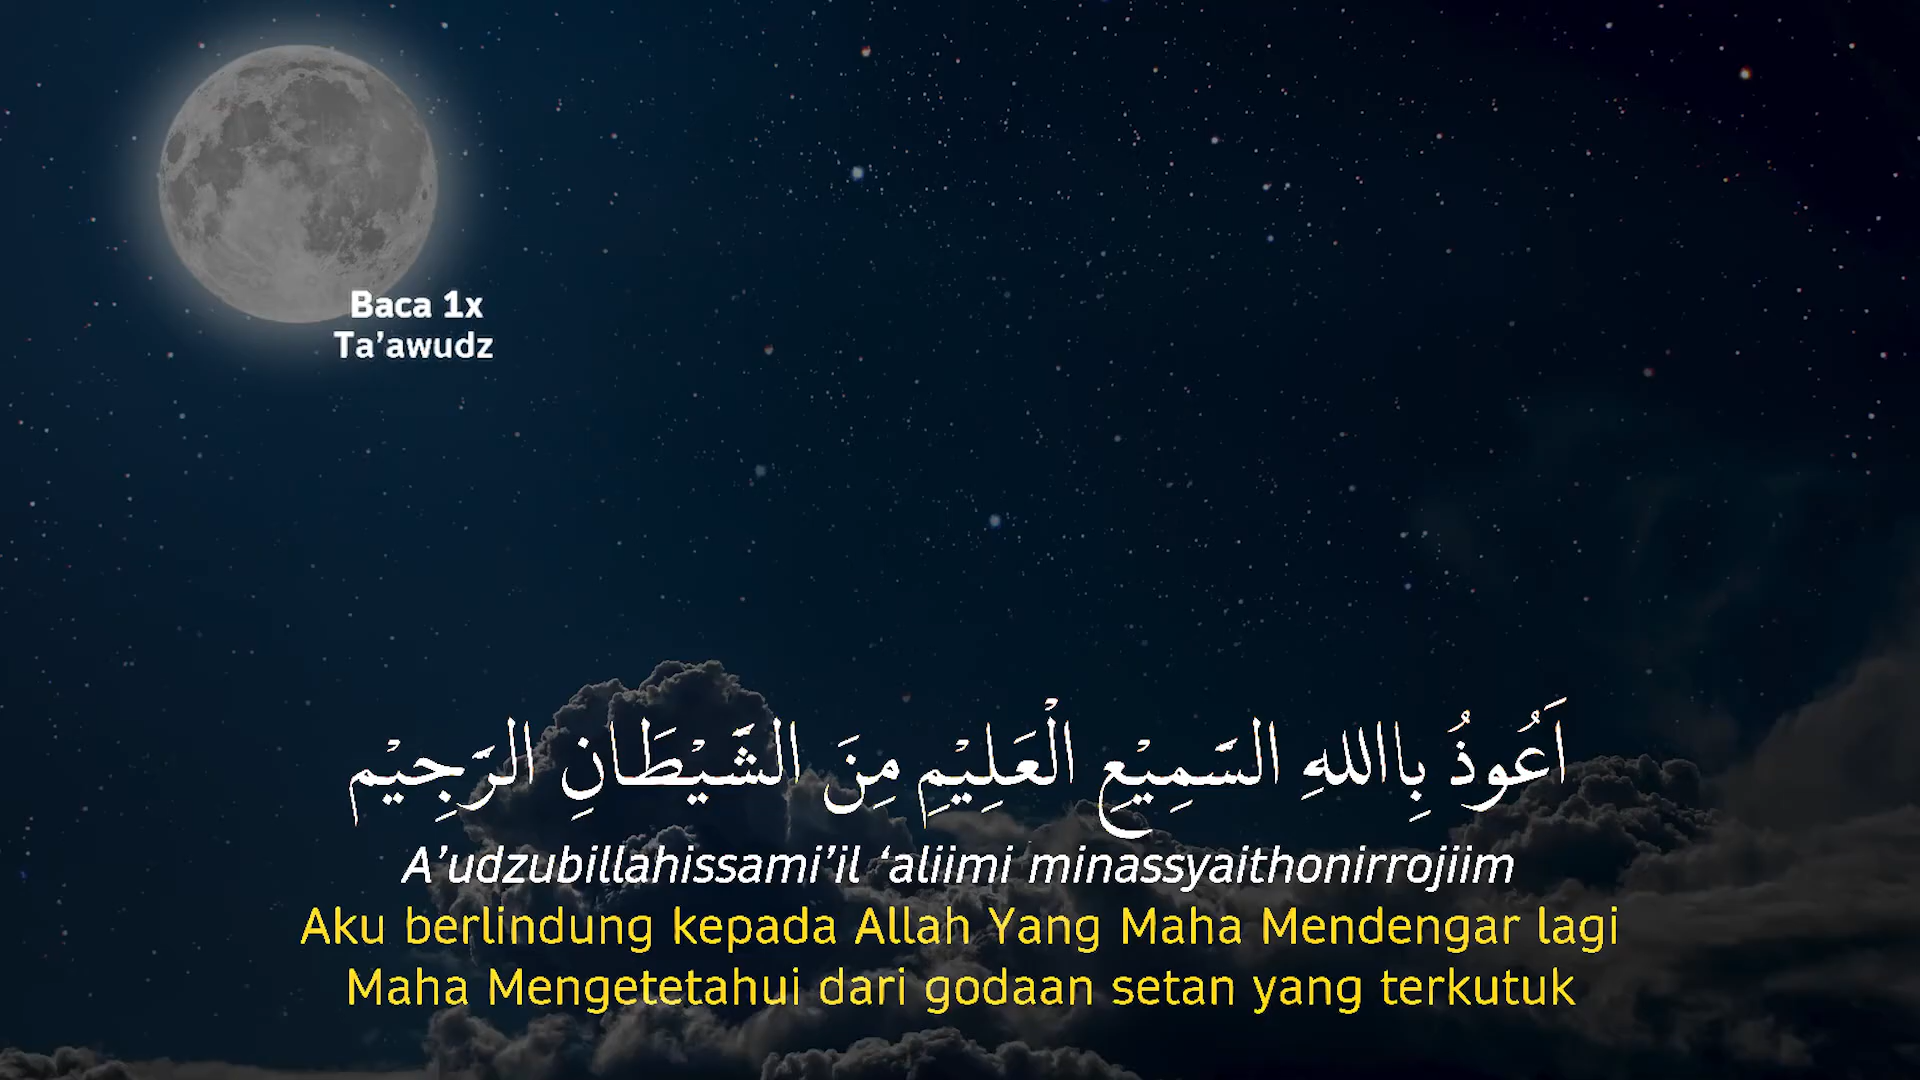 Baca 1x
Ta’awudz
اَعُوذُ بِاللهِ السَّمِيْعِ الْعَلِيْمِ مِنَ الشَّيْطَانِ الرَّجِيْم
A’udzubillahissami’il ‘aliimi minassyaithonirrojiim
Aku berlindung kepada Allah Yang Maha Mendengar lagi
Maha Mengetetahui dari godaan setan yang terkutuk